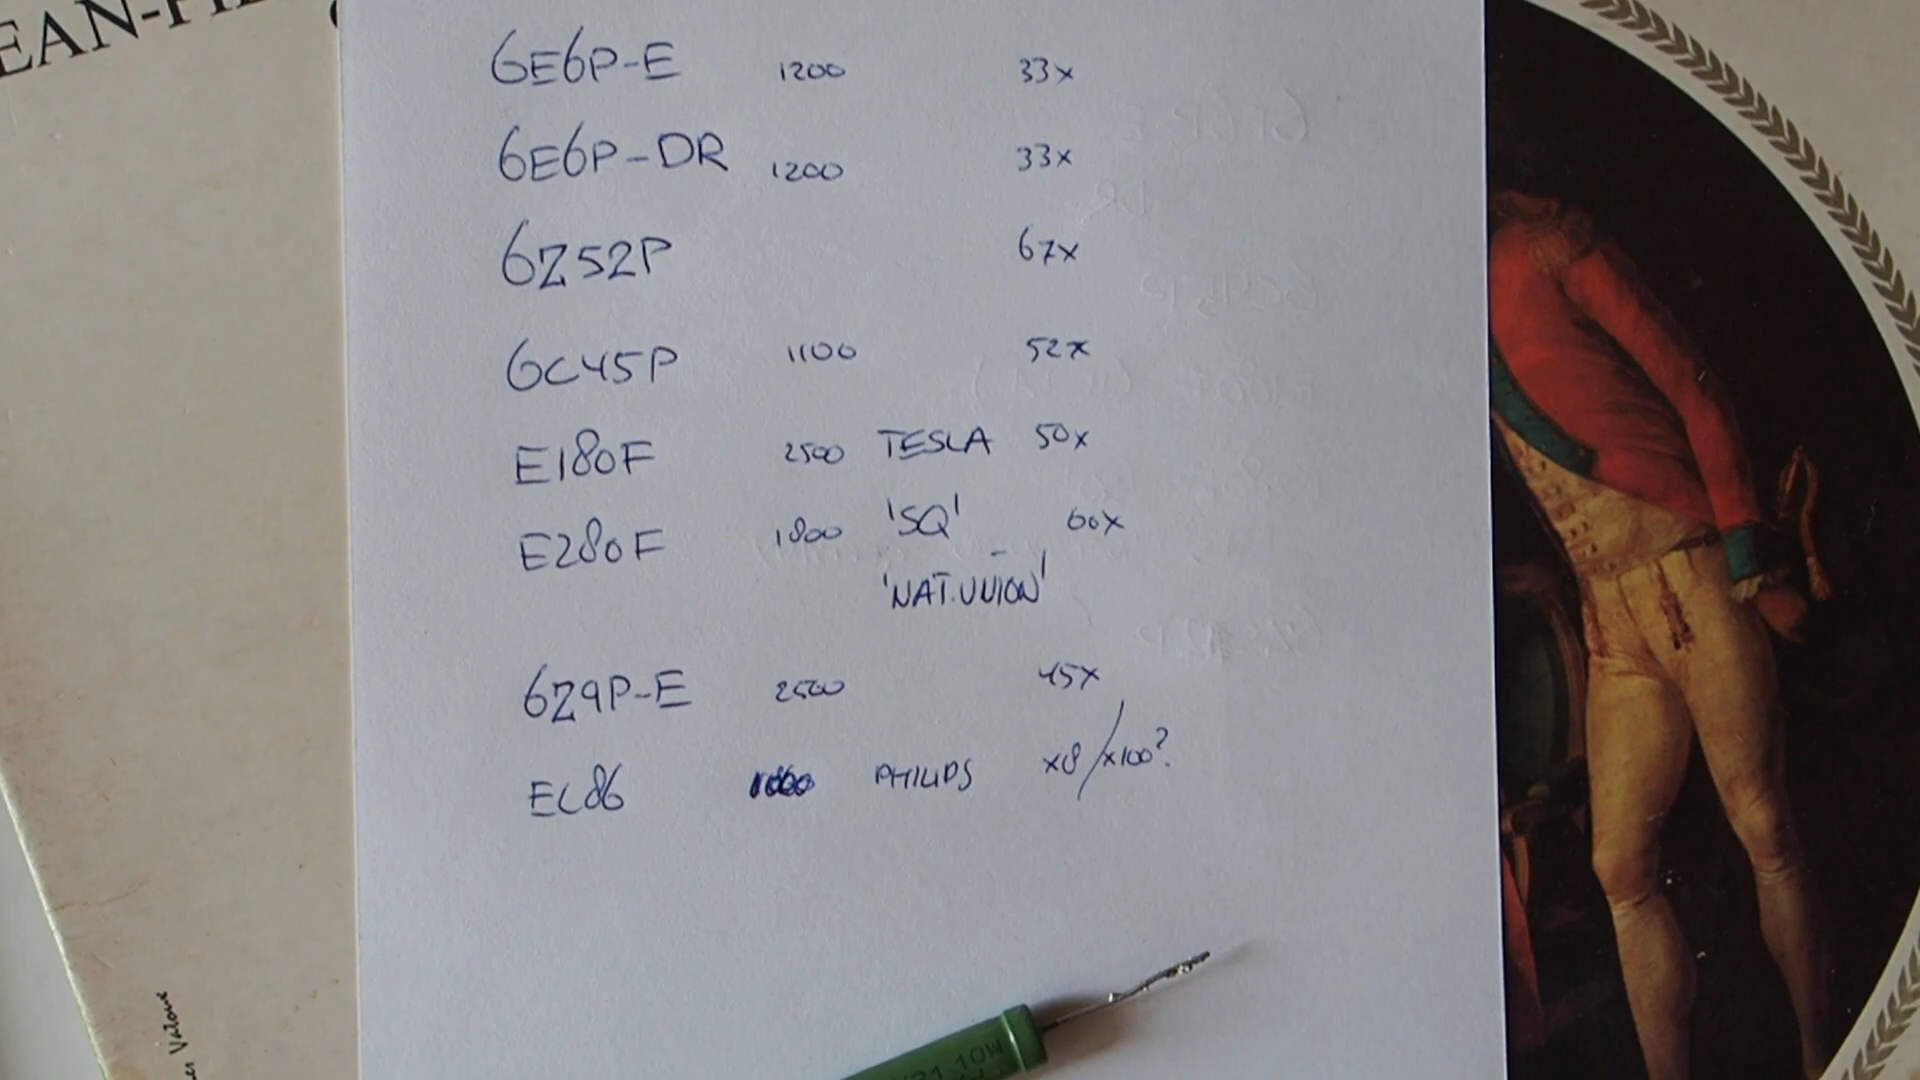 EAN-
6E6P-E 1200 33x
6E6P-DR 1200 33x
6Z52P 67x
6C45P 1100 52x
E180F 2500 TESLA 50x
E280F 1800 'SQ' 60x
'NAT.UNION'
6Z9P-E 2500 45x
EL86 PHILIPS x8/x100?
10W